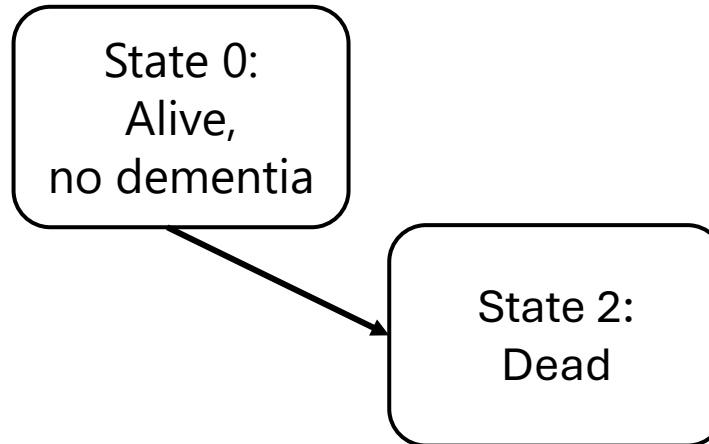 State 0:
Alive,
no dementia
State 2:
Dead